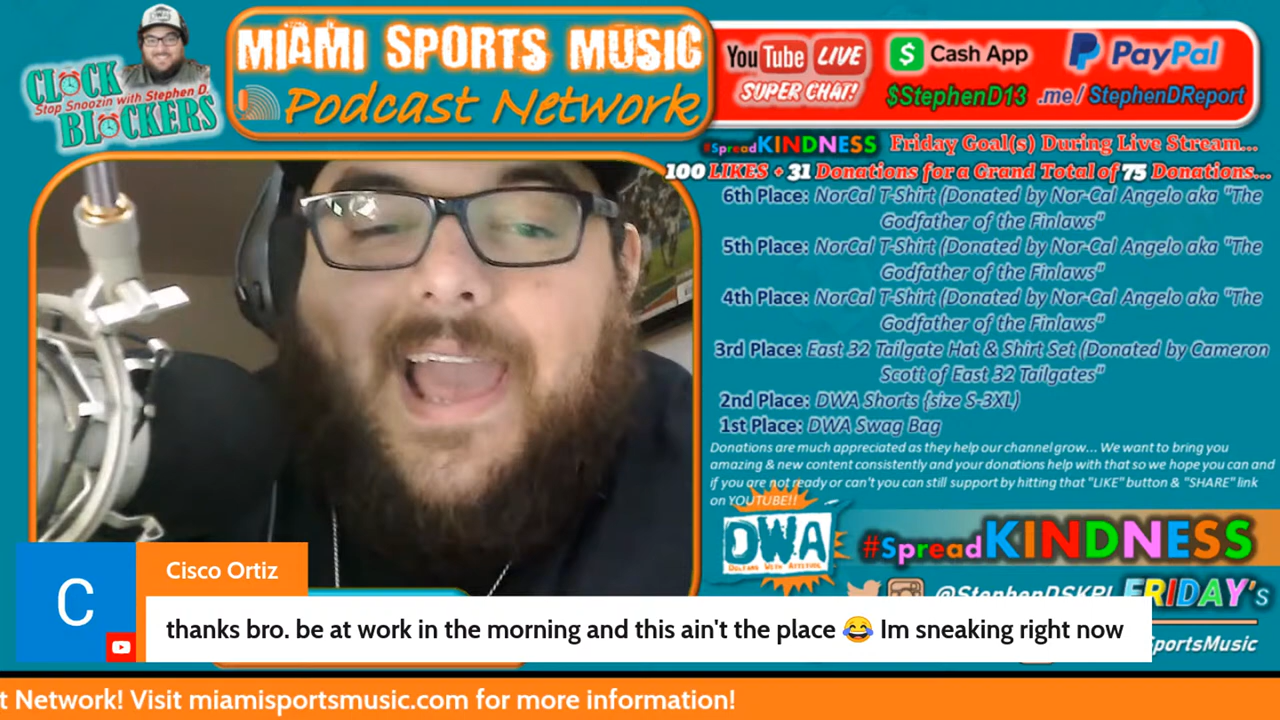 DWA
CLOCK
Stop Snoozin with Stephen D.
BLOCKERS
MIAMI SPORTS MUSIC
Podcast Network
YouTube LIVE
SUPER CHAT!
$ Cash App
$StephenD13
PayPal
.me/StephenDReport
#SpreadKINDNESS Friday Goal(s) During Live Stream...
100 LIKES + 31 Donations for a Grand Total of 75 Donations...
6th Place: NorCal T-Shirt (Donated by Nor-Cal Angelo aka "The
Godfather of the Finlaws"
5th Place: NorCal T-Shirt (Donated by Nor-Cal Angelo aka "The
Godfather of the Finlaws"
4th Place: NorCal T-Shirt (Donated by Nor-Cal Angelo aka "The
Godfather of the Finlaws"
3rd Place: East 32 Tailgate Hat & Shirt Set (Donated by Cameron
Scott of East 32 Tailgates"
2nd Place: DWA Shorts {size S-3XL)
1st Place: DWA Swag Bag
Donations are much appreciated as they help our channel grow... We want to bring you
amazing & new content consistently and your donations help with that so we hope you can and
if you are not ready or can't you can still support by hitting that "LIKE" button & "SHARE" link
on YOUTUBE!!
DWA
DOLFANS WITH ATTITUDE
#SpreadKINDNESS
@StephenDSKPI FRIDAY's
C
Cisco Ortiz
thanks bro. be at work in the morning and this ain't the place 😂 Im sneaking right now
SportsMusic
t Network! Visit miamisportsmusic.com for more information!